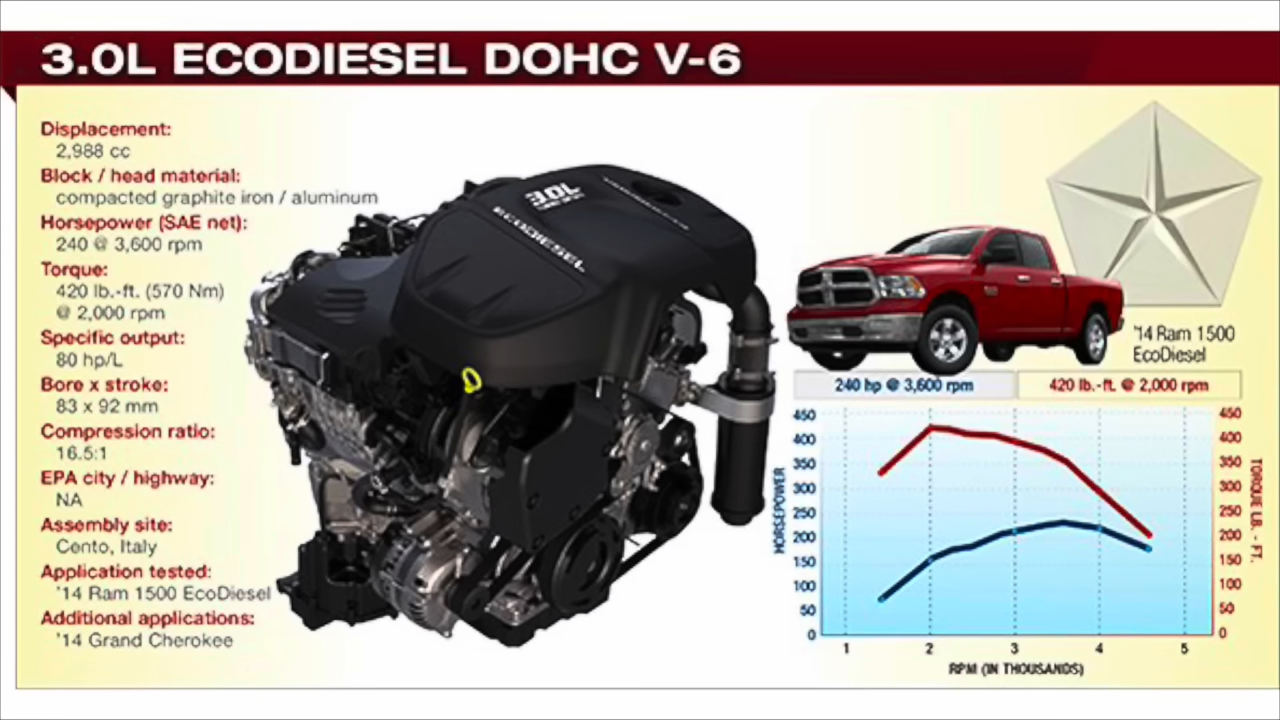 3.0L ECODIESEL DOHC V-6
Displacement:
2,988 cc
Block / head material:
compacted graphite iron / aluminum
Horsepower (SAE net):
240 @ 3,600 rpm
Torque:
420 lb.-ft. (570 Nm)
@ 2,000 rpm
Specific output:
80 hp/L
Bore x stroke:
83 x 92 mm
Compression ratio:
16.5:1
EPA city / highway:
NA
Assembly site:
Cento, Italy
Application tested:
'14 Ram 1500 EcoDiesel
Additional applications:
'14 Grand Cherokee
3.0L
ECODIESEL
'14 Ram 1500
EcoDiesel
240 hp @ 3,600 rpm
420 lb.-ft. @ 2,000 rpm
HORSEPOWER
450
400
350
300
250
200
150
100
50
0
450
400
350
300
250
200
150
100
50
0
TORQUE LB. - FT.
1 2 3 4 5
RPM (IN THOUSANDS)